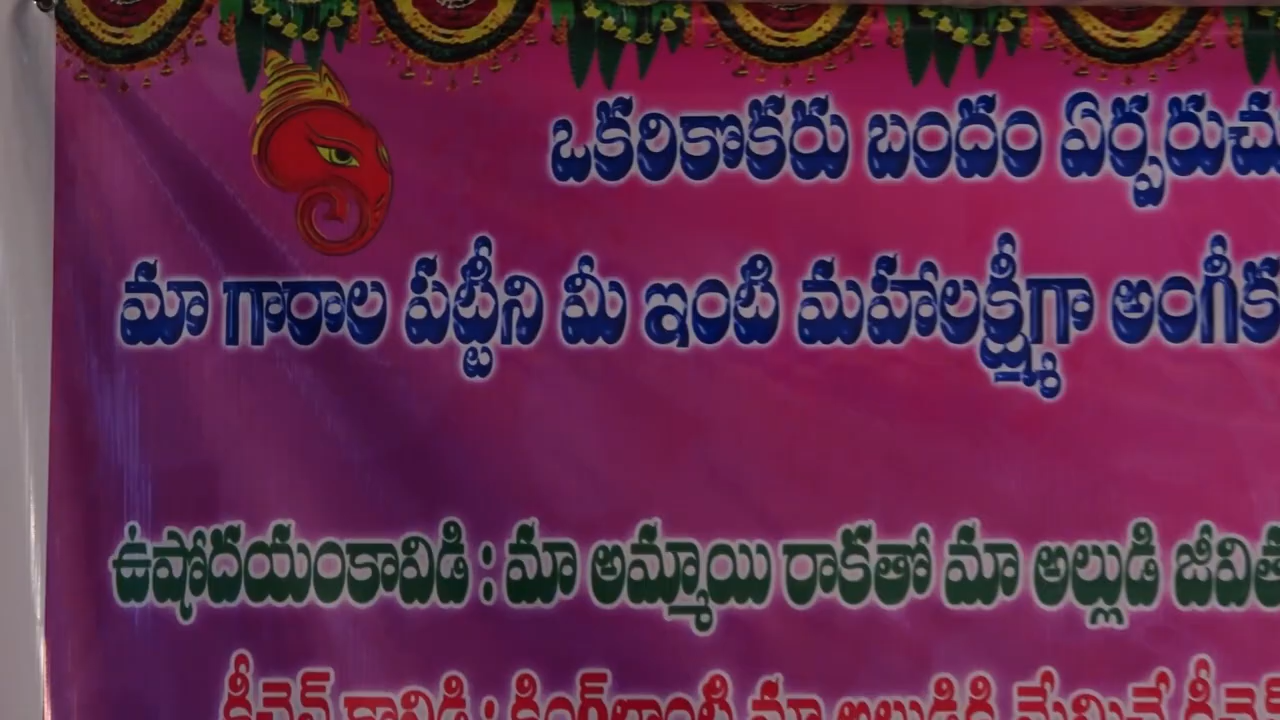 ఒకరికొకరు బందం ఏర్పరుచు
మా గారాల పట్టీని మీ ఇంటి మహాలక్ష్మీగా అంగీక
ఉషోదయంకావిడి : మా అమ్మాయి రాకతో మా అల్లుడి జీవిత
కావిడి : మా